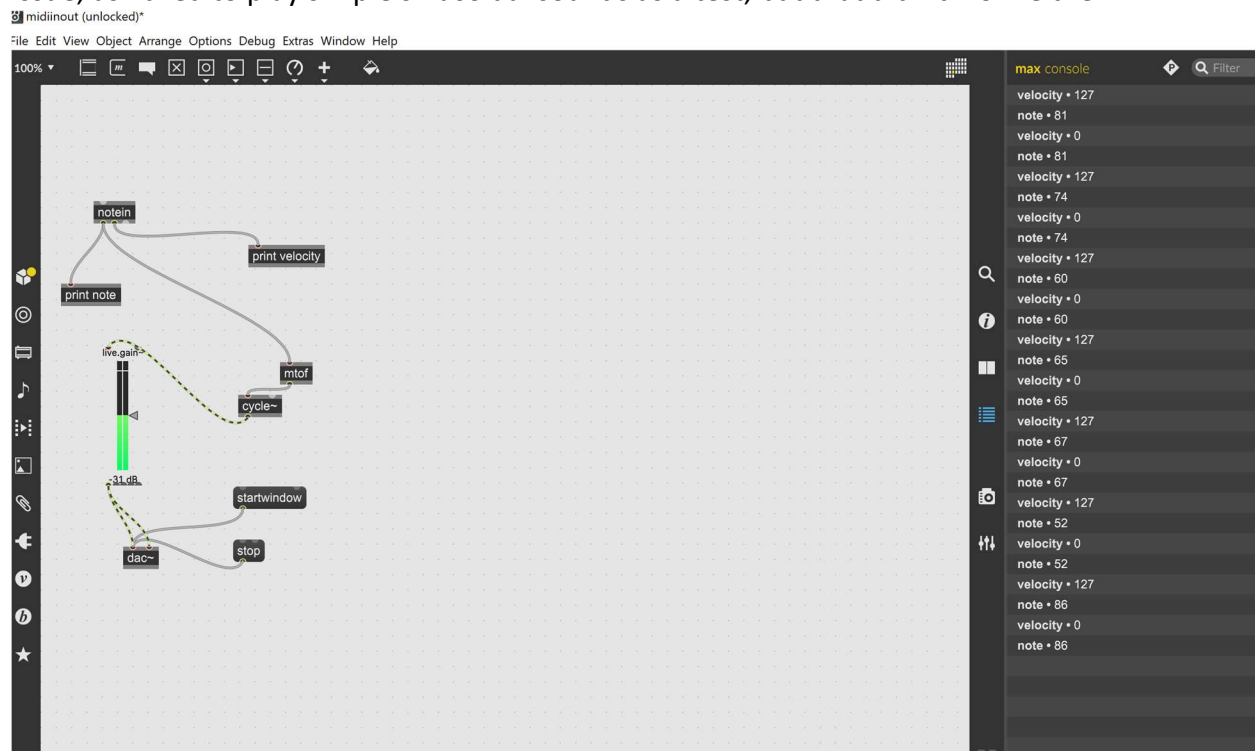 midiinout (unlocked)*
File Edit View Object Arrange Options Debug Extras Window Help
100%
max console
Filter
notein
print velocity
print note
live.gain~
mtof
cycle~
-31 dB
startwindow
stop
dac~
velocity • 127
note • 81
velocity • 0
note • 81
velocity • 127
note • 74
velocity • 0
note • 74
velocity • 127
note • 60
velocity • 0
note • 60
velocity • 127
note • 65
velocity • 0
note • 65
velocity • 127
note • 67
velocity • 0
note • 67
velocity • 127
note • 52
velocity • 0
note • 52
velocity • 127
note • 86
velocity • 0
note • 86